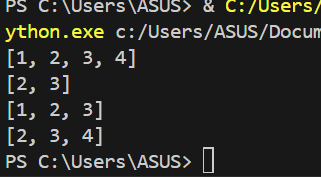 PS C:\Users\ASUS> & C:/Users/
ython.exe c:/Users/ASUS/Docum
[1, 2, 3, 4]
[2, 3]
[1, 2, 3]
[2, 3, 4]
PS C:\Users\ASUS>